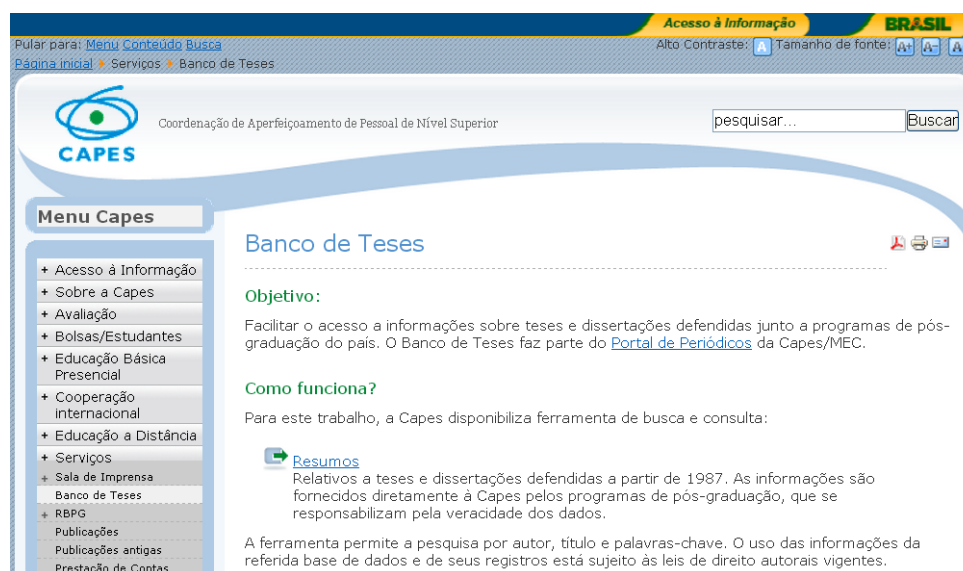 Acesso à Informação
BRASIL
Pular para: Menu Conteúdo Busca
Alto Contraste: A Tamanho de fonte: A+ A- A
Página inicial Serviços Banco de Teses
Coordenação de Aperfeiçoamento de Pessoal de Nível Superior
pesquisar...
Buscar
CAPES
Menu Capes
+ Acesso à Informação
+ Sobre a Capes
+ Avaliação
+ Bolsas/Estudantes
+ Educação Básica
Presencial
+ Cooperação
internacional
+ Educação a Distância
+ Serviços
+ Sala de Imprensa
Banco de Teses
+ RBPG
Publicações
Publicações antigas
Prestação de Contas
Banco de Teses
Objetivo:
Facilitar o acesso a informações sobre teses e dissertações defendidas junto a programas de pós-
graduação do país. O Banco de Teses faz parte do Portal de Periódicos da Capes/MEC.
Como funciona?
Para este trabalho, a Capes disponibiliza ferramenta de busca e consulta:
Resumos
Relativos a teses e dissertações defendidas a partir de 1987. As informações são
fornecidos diretamente à Capes pelos programas de pós-graduação, que se
responsabilizam pela veracidade dos dados.
A ferramenta permite a pesquisa por autor, título e palavras-chave. O uso das informações da
referida base de dados e de seus registros está sujeito às leis de direito autorais vigentes.